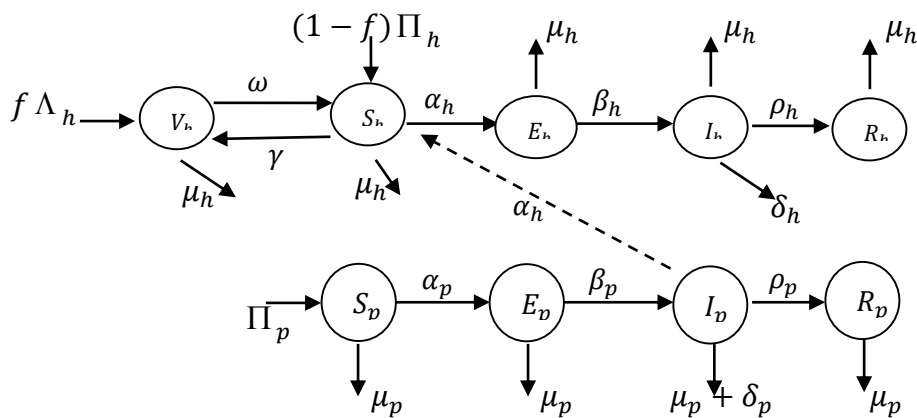 (1 − f) Π_h μ_h μ_h μ_h
f Λ_h ω α_h β_h ρ_h
V_h S_h E_h I_h R_h
γ
μ_h μ_h α_h δ_h
α_p β_p ρ_p
S_p E_p I_p R_p
Π_p
μ_p μ_p μ_p + δ_p μ_p